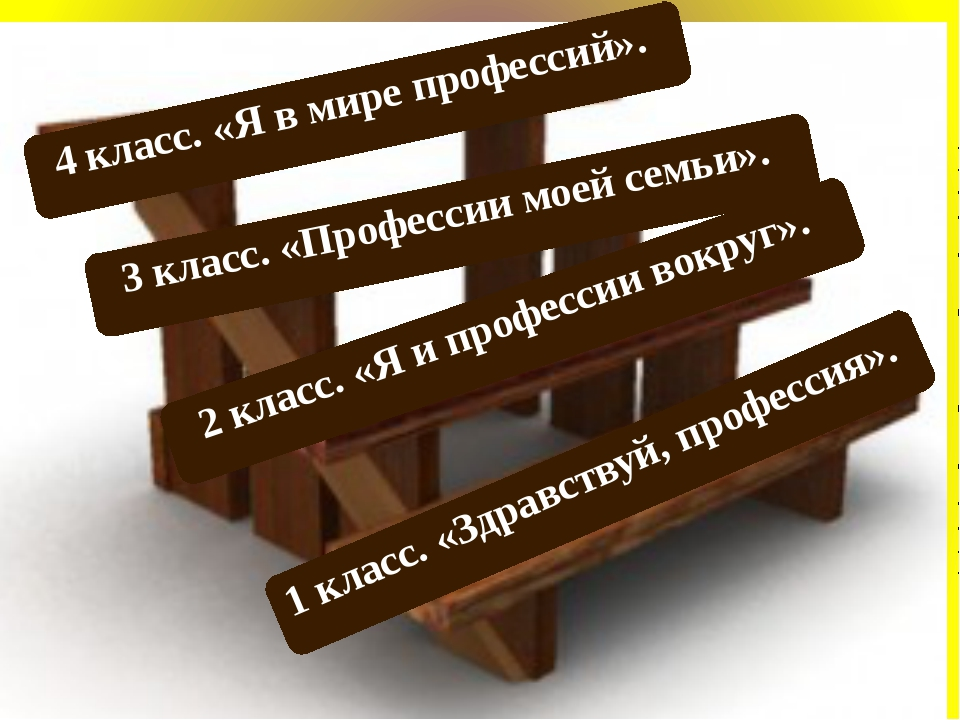 4 класс. «Я в мире профессий».
3 класс. «Профессии моей семьи».
2 класс. «Я и профессии вокруг».
1 класс. «Здравствуй, профессия».